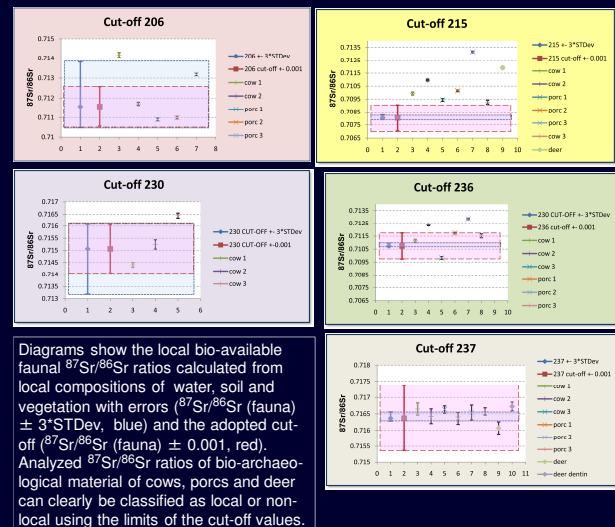 Cut-off 206
0.715
0.714
0.713
0.712
0.711
0.71
87Sr/86Sr
0 1 2 3 4 5 6 7 8
206 +- 3*STDev
206 cut-off +- 0.001
cow 1
cow 2
porc 1
porc 2
porc 3
Cut-off 215
0.7135
0.7125
0.7115
0.7105
0.7095
0.7085
0.7075
0.7065
87Sr/86Sr
0 1 2 3 4 5 6 7 8 9 10
215 +- 3*STDev
215 cut-off +- 0.001
cow 1
cow 2
porc 1
porc 2
porc 3
cow 3
deer
Cut-off 230
0.717
0.7165
0.716
0.7155
0.715
0.7145
0.714
0.7135
0.713
87Sr/86Sr
0 1 2 3 4 5 6
230 CUT-OFF +- 3*STDev
230 CUT-OFF +-0.001
cow 1
cow 2
cow 3
Cut-off 236
0.7135
0.7125
0.7115
0.7105
0.7095
0.7085
0.7075
0.7065
87Sr/86Sr
0 1 2 3 4 5 6 7 8 9 10
230 CUT-OFF +- 3*STDev
236 cut-off +- 0.001
cow 1
cow 2
cow 3
porc 1
porc 2
porc 3
Diagrams show the local bio-available
faunal ⁸⁷Sr/⁸⁶Sr ratios calculated from
local compositions of water, soil and
vegetation with errors (⁸⁷Sr/⁸⁶Sr (fauna)
± 3*STDev, blue) and the adopted cut-
off (⁸⁷Sr/⁸⁶Sr (fauna) ± 0.001, red).
Analyzed ⁸⁷Sr/⁸⁶Sr ratios of bio-archaeo-
logical material of cows, porcs and deer
can clearly be classified as local or non-
local using the limits of the cut-off values.
Cut-off 237
0.718
0.7175
0.717
0.7165
0.716
0.7155
0.715
87Sr/86Sr
0 1 2 3 4 5 6 7 8 9 10 11
237 +- 3*STDev
237 cut-off +- 0.001
cow 1
cow 2
cow 3
porc 1
porc 2
porc 3
deer
deer dentin